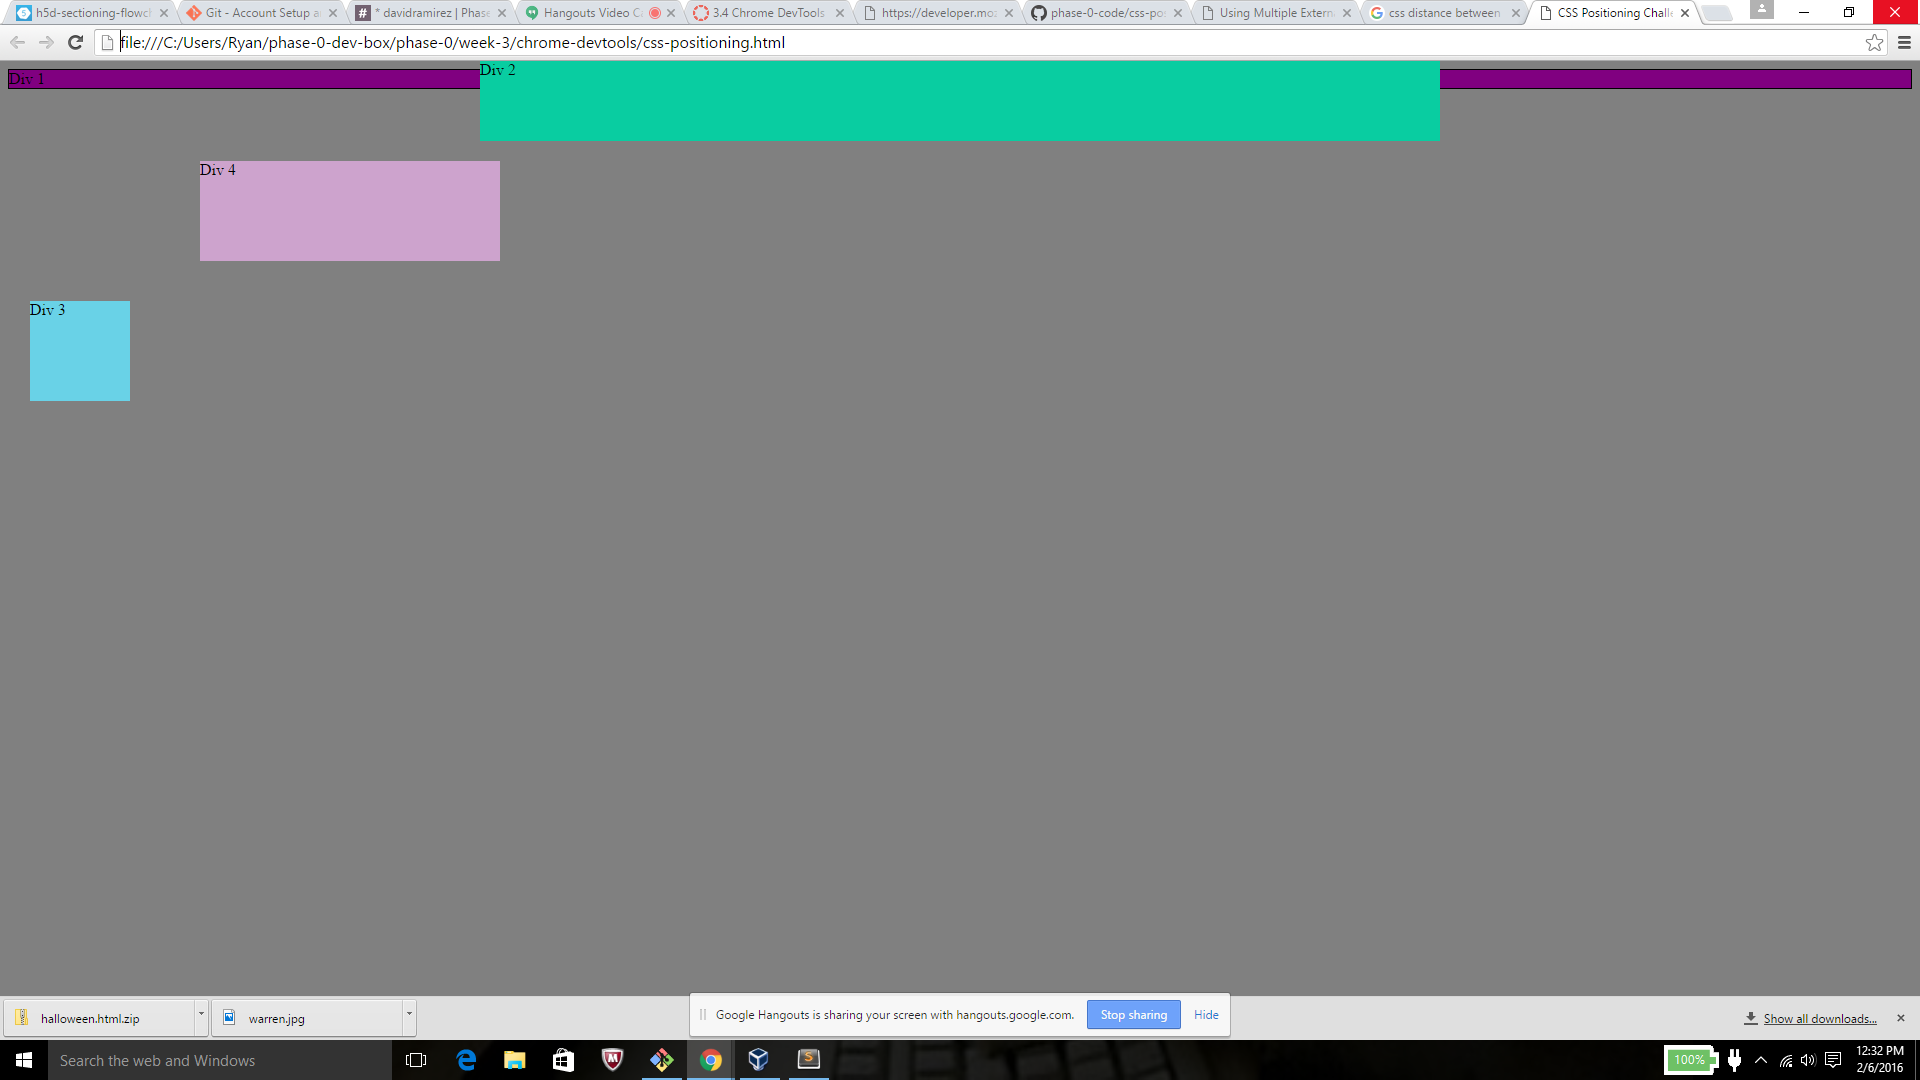 h5d-sectioning-flowch
Git - Account Setup a
* davidramirez | Phase
Hangouts Video C
3.4 Chrome DevTools
https://developer.moz
phase-0-code/css-po
Using Multiple Extern
css distance between
CSS Positioning Chall
file:///C:/Users/Ryan/phase-0-dev-box/phase-0/week-3/chrome-devtools/css-positioning.html
Div 1
Div 2
Div 4
Div 3
halloween.html.zip
warren.jpg
Google Hangouts is sharing your screen with hangouts.google.com.
Stop sharing
Hide
Show all downloads...
Search the web and Windows
100%
12:32 PM
2/6/2016